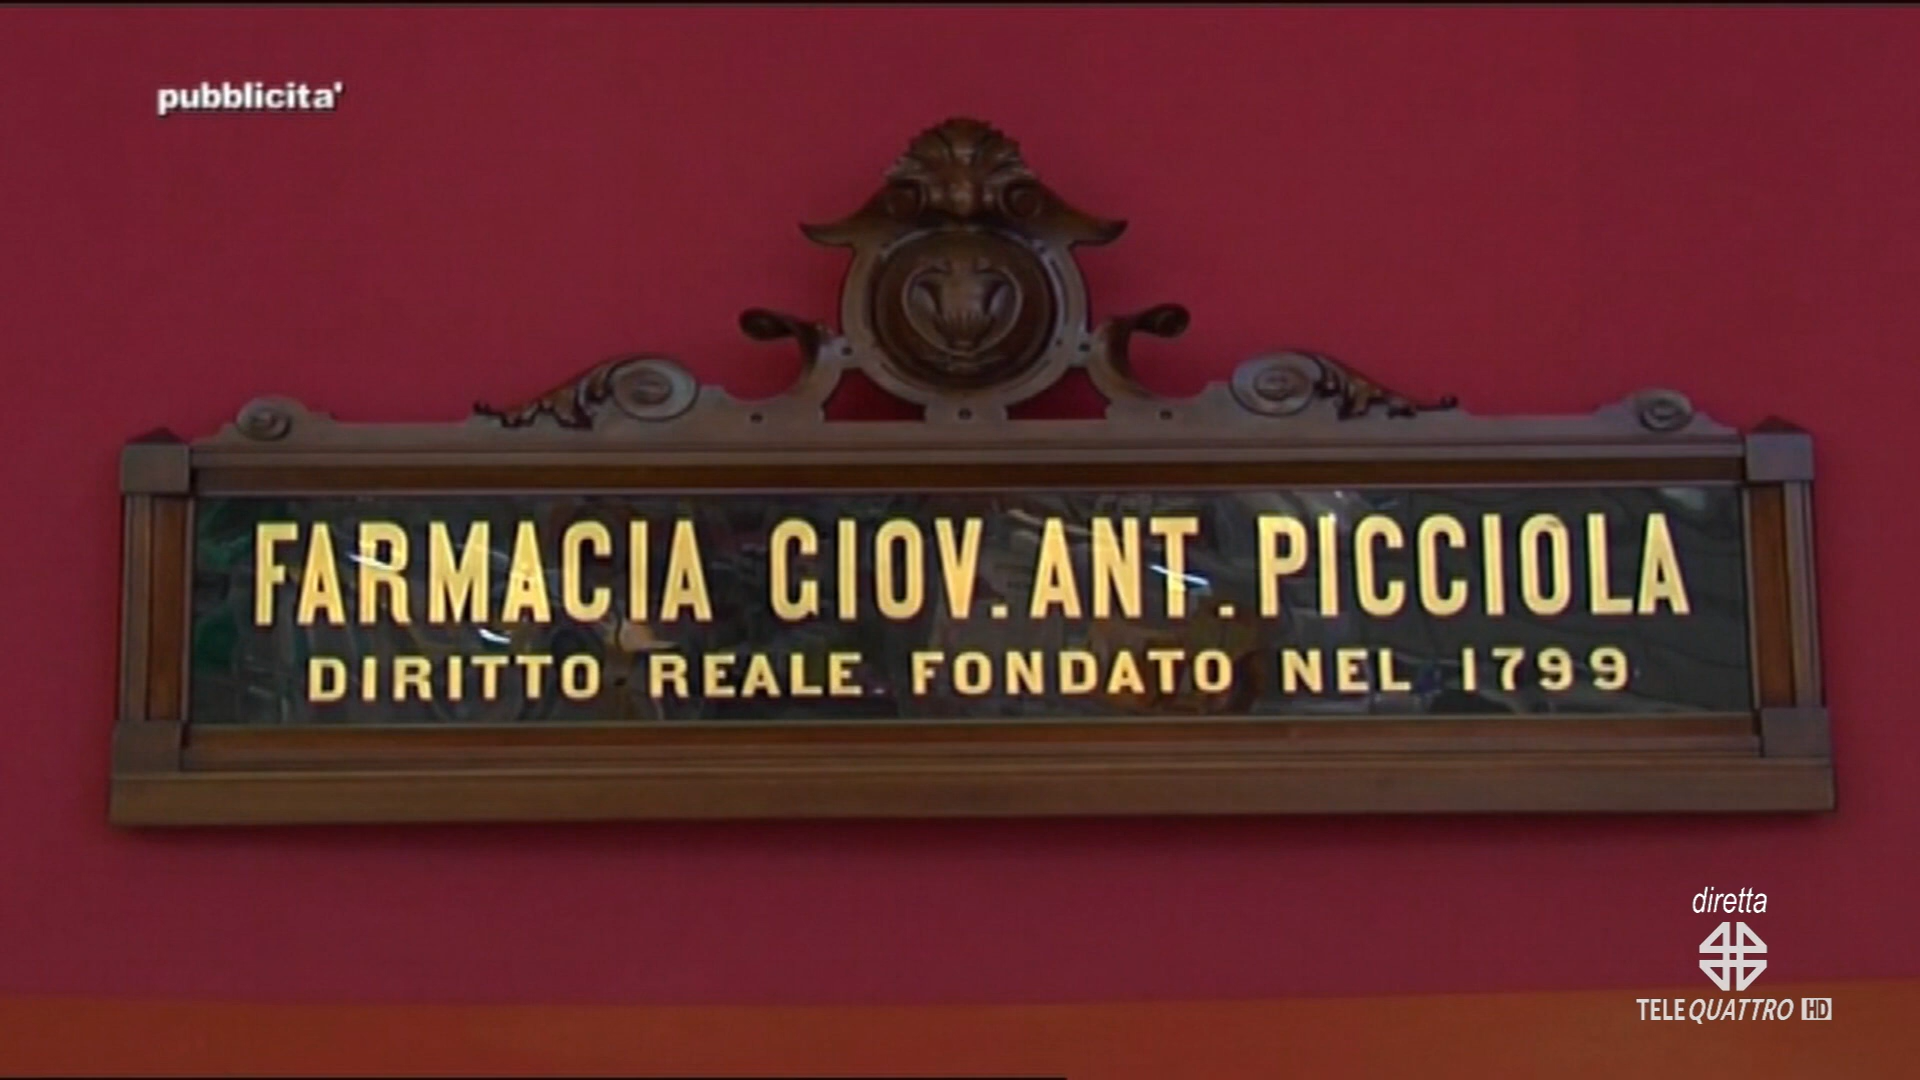 pubblicita'
FARMACIA GIOV. ANT. PICCIOLA
DIRITTO REALE FONDATO NEL 1799
diretta
TELEQUATTRO HD